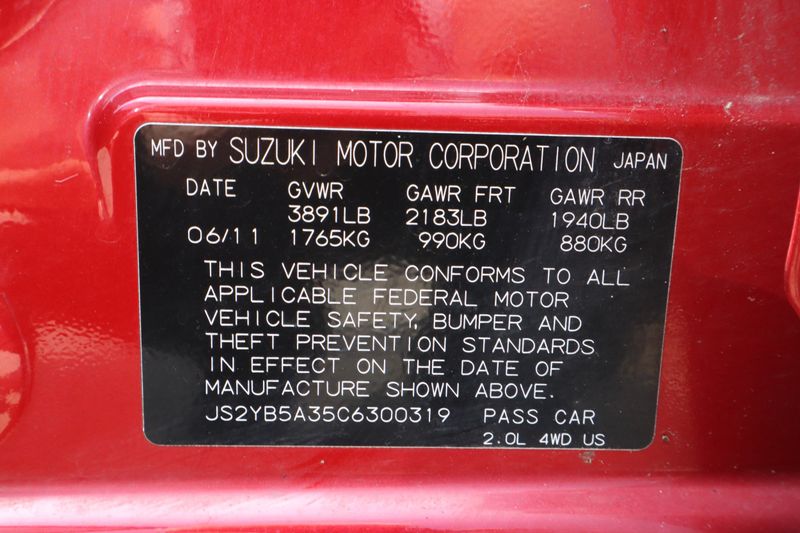 MFD BY SUZUKI MOTOR CORPORATION JAPAN
DATE GVWR GAWR FRT GAWR RR
3891LB 2183LB 1940LB
06/11 1765KG 990KG 880KG
THIS VEHICLE CONFORMS TO ALL
APPLICABLE FEDERAL MOTOR
VEHICLE SAFETY, BUMPER AND
THEFT PREVENTION STANDARDS
IN EFFECT ON THE DATE OF
MANUFACTURE SHOWN ABOVE.
JS2YB5A35C6300319 PASS CAR
2.0L 4WD US